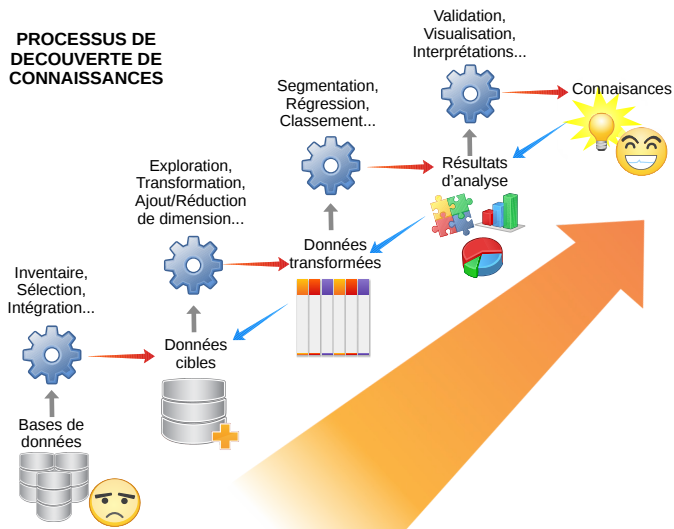 PROCESSUS DE
DECOUVERTE DE
CONNAISSANCES
Validation,
Visualisation,
Interprétations...
Connaisances
Segmentation,
Régression,
Classement...
Résultats
d'analyse
Exploration,
Transformation,
Ajout/Réduction
de dimension...
Données
transformées
Inventaire,
Sélection,
Intégration...
Données
cibles
Bases de
données